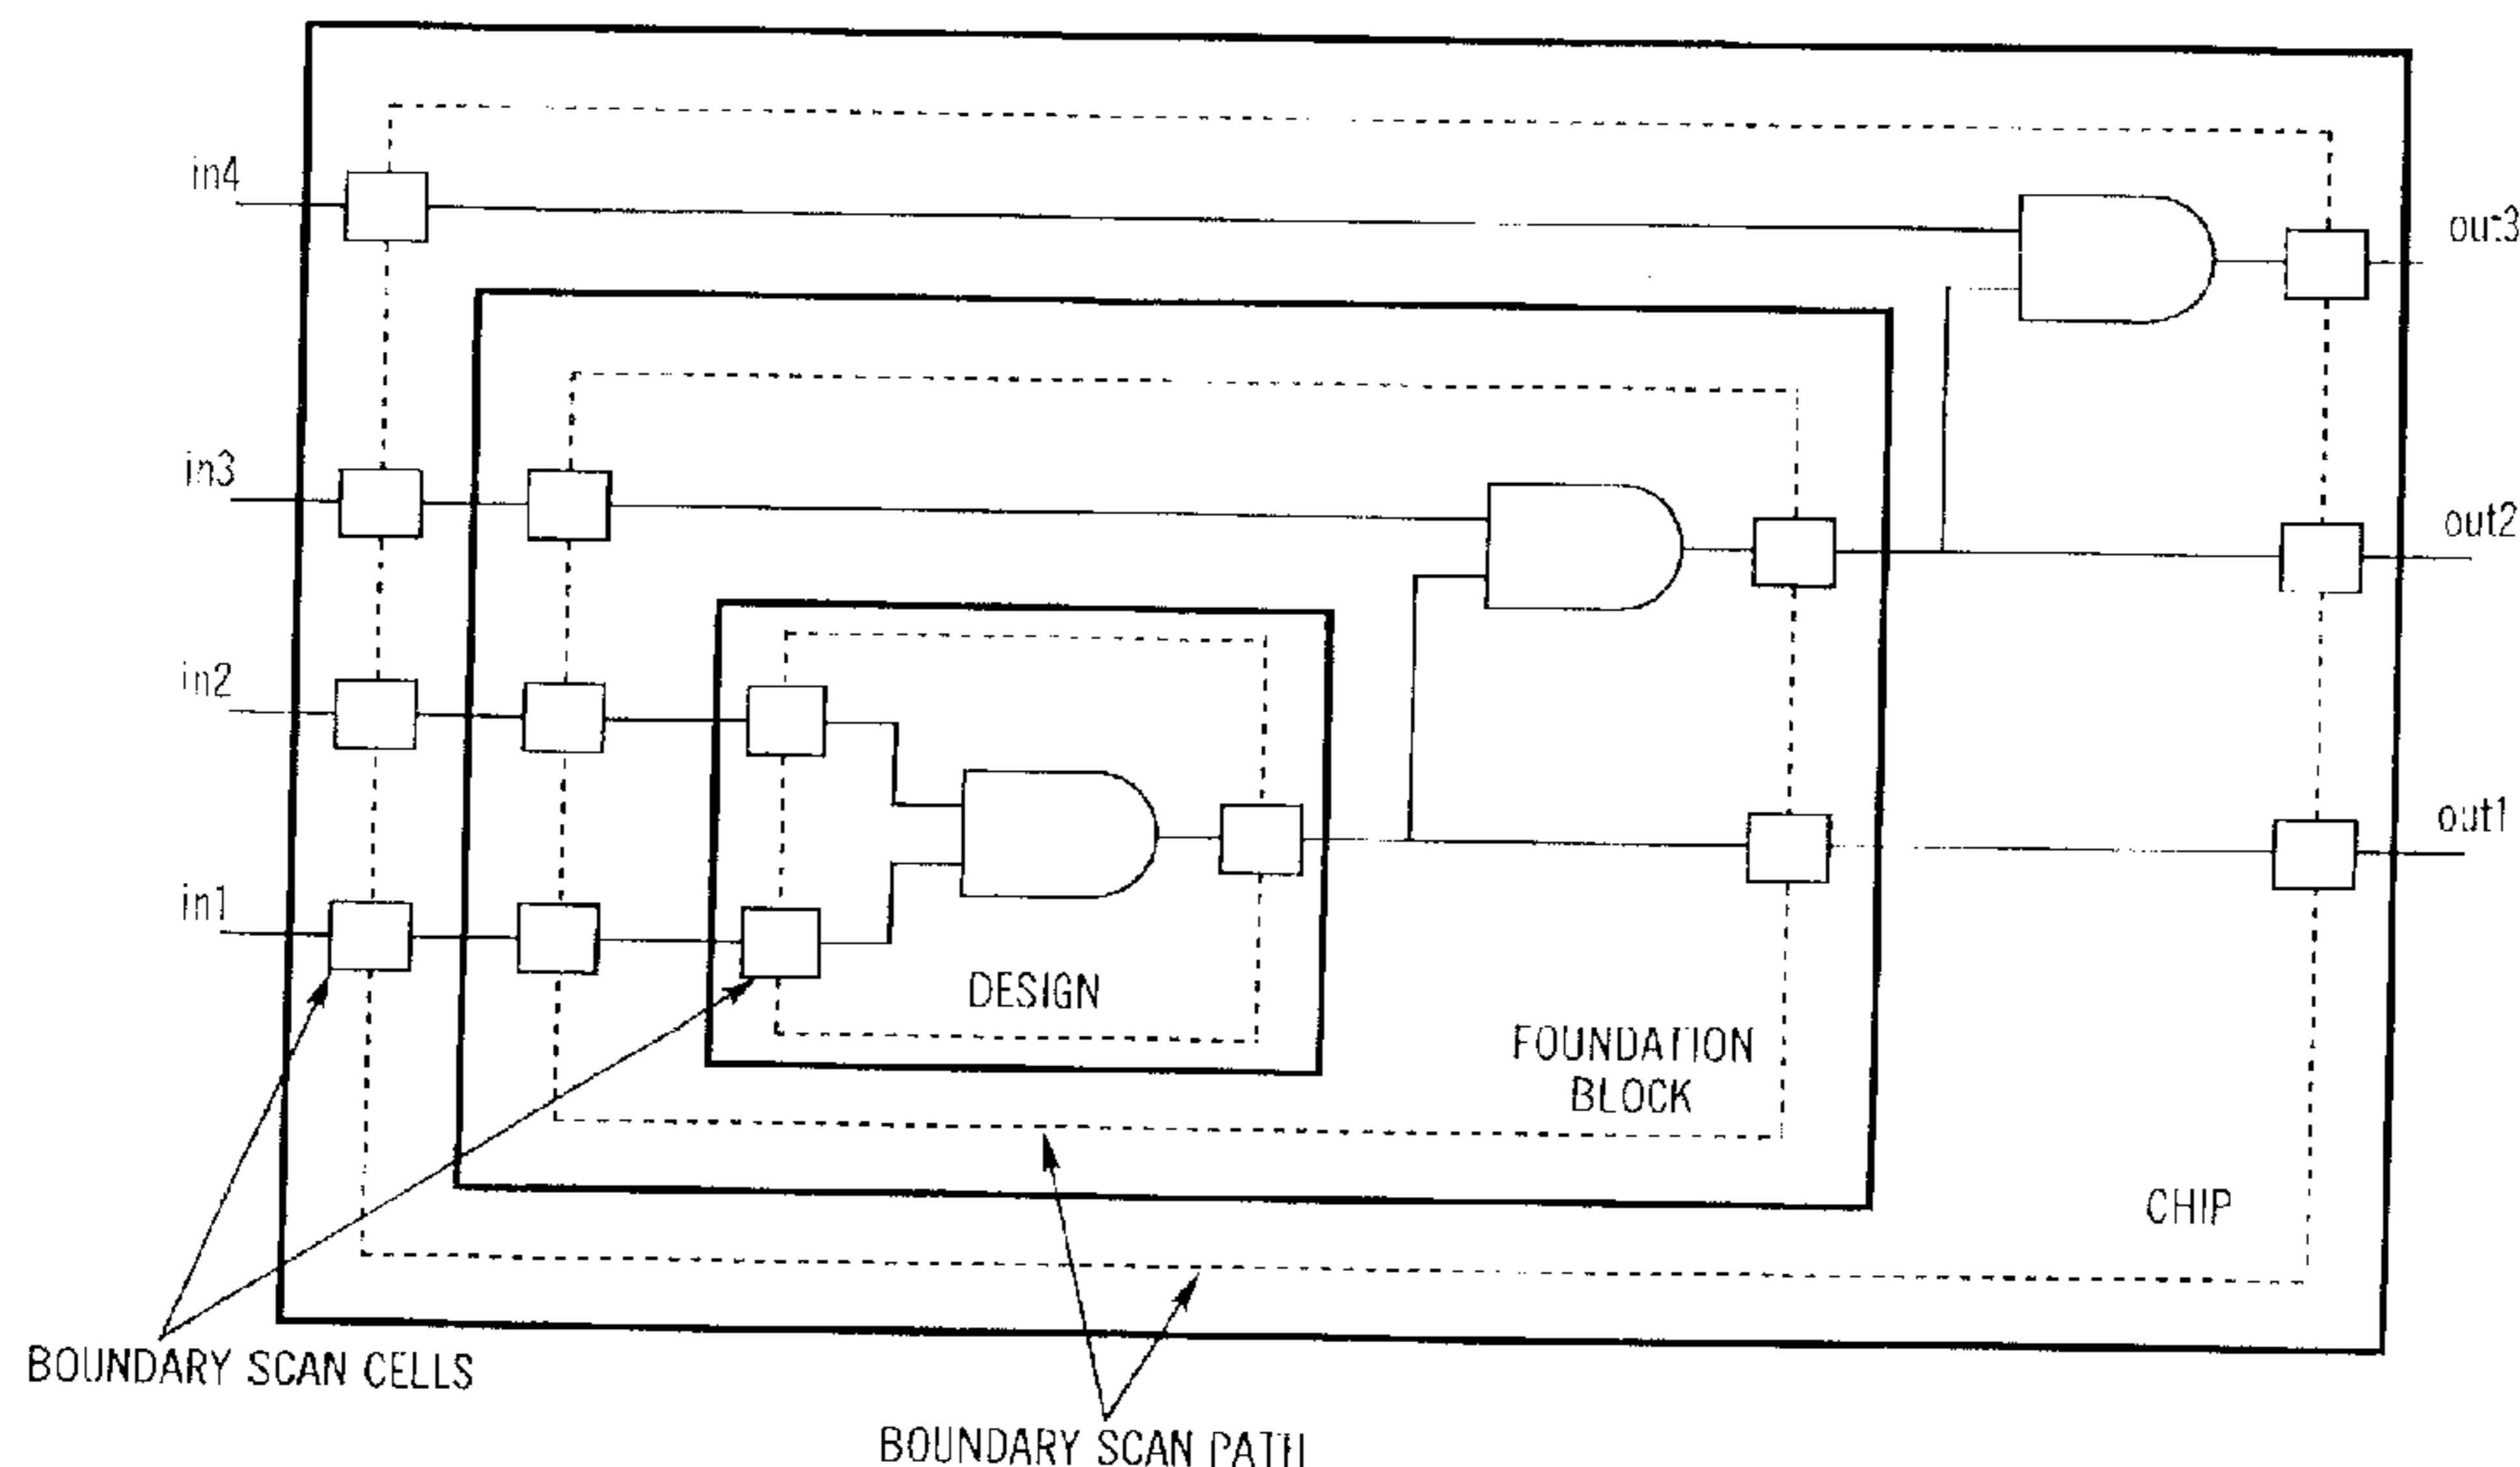 in4
out3
in3
out2
in2
out1
in1
DESIGN
FOUNDATION
BLOCK
CHIP
BOUNDARY SCAN CELLS
BOUNDARY SCAN PATH